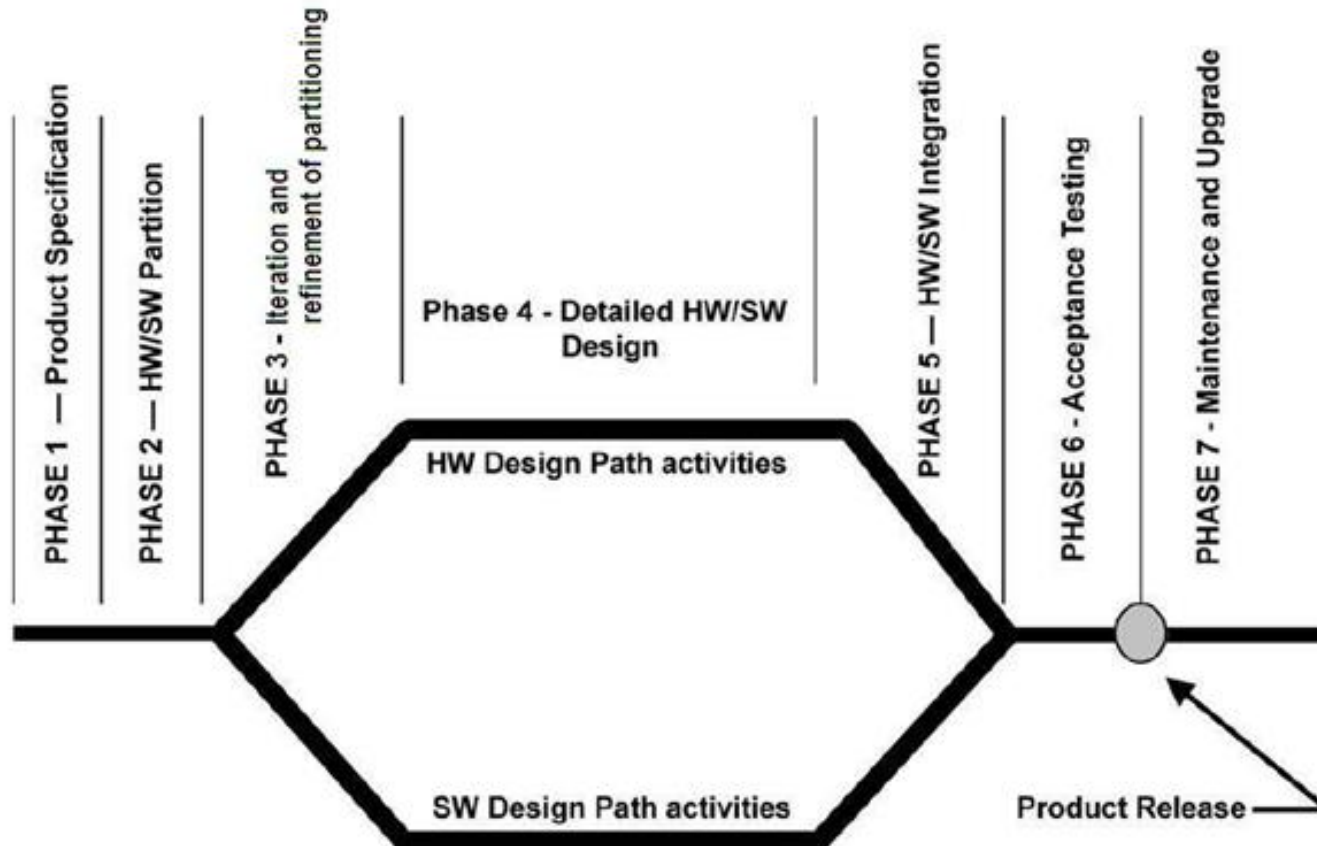 PHASE 1 — Product Specification
PHASE 2 — HW/SW Partition
PHASE 3 - Iteration and
refinement of partitioning
Phase 4 - Detailed HW/SW
Design
PHASE 5 — HW/SW Integration
PHASE 6 - Acceptance Testing
PHASE 7 - Maintenance and Upgrade
HW Design Path activities
SW Design Path activities
Product Release